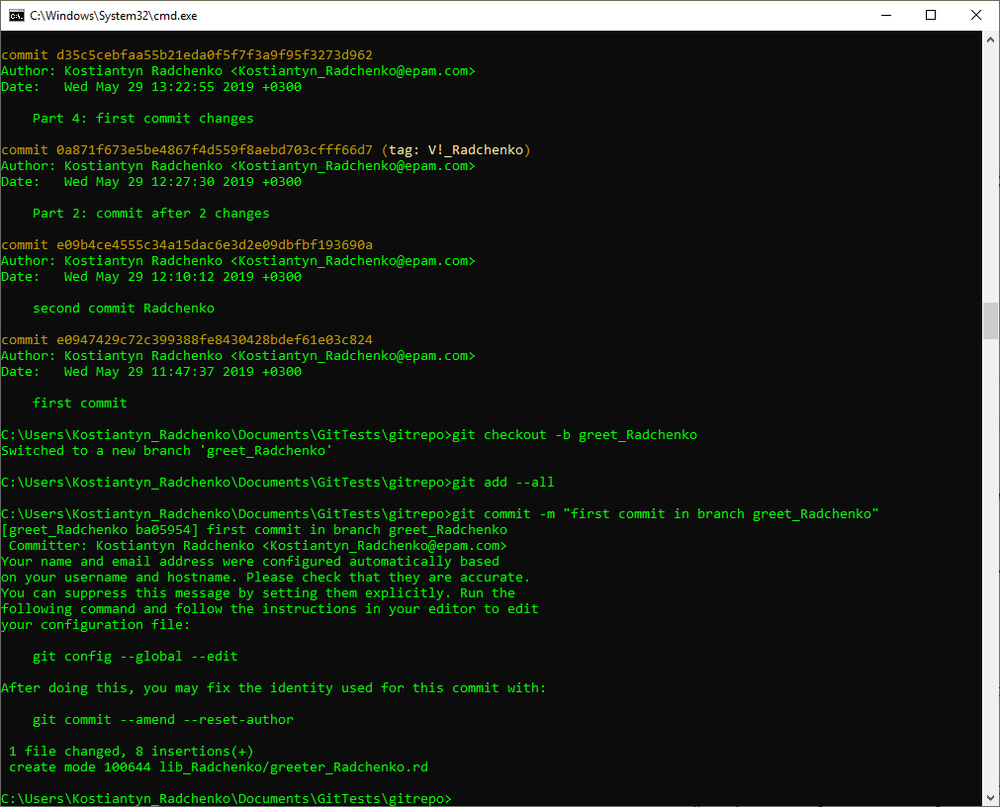 C:\Windows\System32\cmd.exe
commit d35c5cebfaa55b21eda0f5f7f3a9f95f3273d962
Author: Kostiantyn Radchenko <Kostiantyn_Radchenko@epam.com>
Date:   Wed May 29 13:22:55 2019 +0300
Part 4: first commit changes
commit 0a871f673e5be4867f4d559f8aebd703cfff66d7 (tag: V!_Radchenko)
Author: Kostiantyn Radchenko <Kostiantyn_Radchenko@epam.com>
Date:   Wed May 29 12:27:30 2019 +0300
Part 2: commit after 2 changes
commit e09b4ce4555c34a15dac6e3d2e09dbfbf193690a
Author: Kostiantyn Radchenko <Kostiantyn_Radchenko@epam.com>
Date:   Wed May 29 12:10:12 2019 +0300
second commit Radchenko
commit e0947429c72c399388fe8430428bdef61e03c824
Author: Kostiantyn Radchenko <Kostiantyn_Radchenko@epam.com>
Date:   Wed May 29 11:47:37 2019 +0300
first commit
C:\Users\Kostiantyn_Radchenko\Documents\GitTests\gitrepo>git checkout -b greet_Radchenko
Switched to a new branch 'greet_Radchenko'
C:\Users\Kostiantyn_Radchenko\Documents\GitTests\gitrepo>git add --all
C:\Users\Kostiantyn_Radchenko\Documents\GitTests\gitrepo>git commit -m "first commit in branch greet_Radchenko"
[greet_Radchenko ba05954] first commit in branch greet_Radchenko
Committer: Kostiantyn Radchenko <Kostiantyn_Radchenko@epam.com>
Your name and email address were configured automatically based
on your username and hostname. Please check that they are accurate.
You can suppress this message by setting them explicitly. Run the
following command and follow the instructions in your editor to edit
your configuration file:
git config --global --edit
After doing this, you may fix the identity used for this commit with:
git commit --amend --reset-author
1 file changed, 8 insertions(+)
create mode 100644 lib_Radchenko/greeter_Radchenko.rd
C:\Users\Kostiantyn_Radchenko\Documents\GitTests\gitrepo>